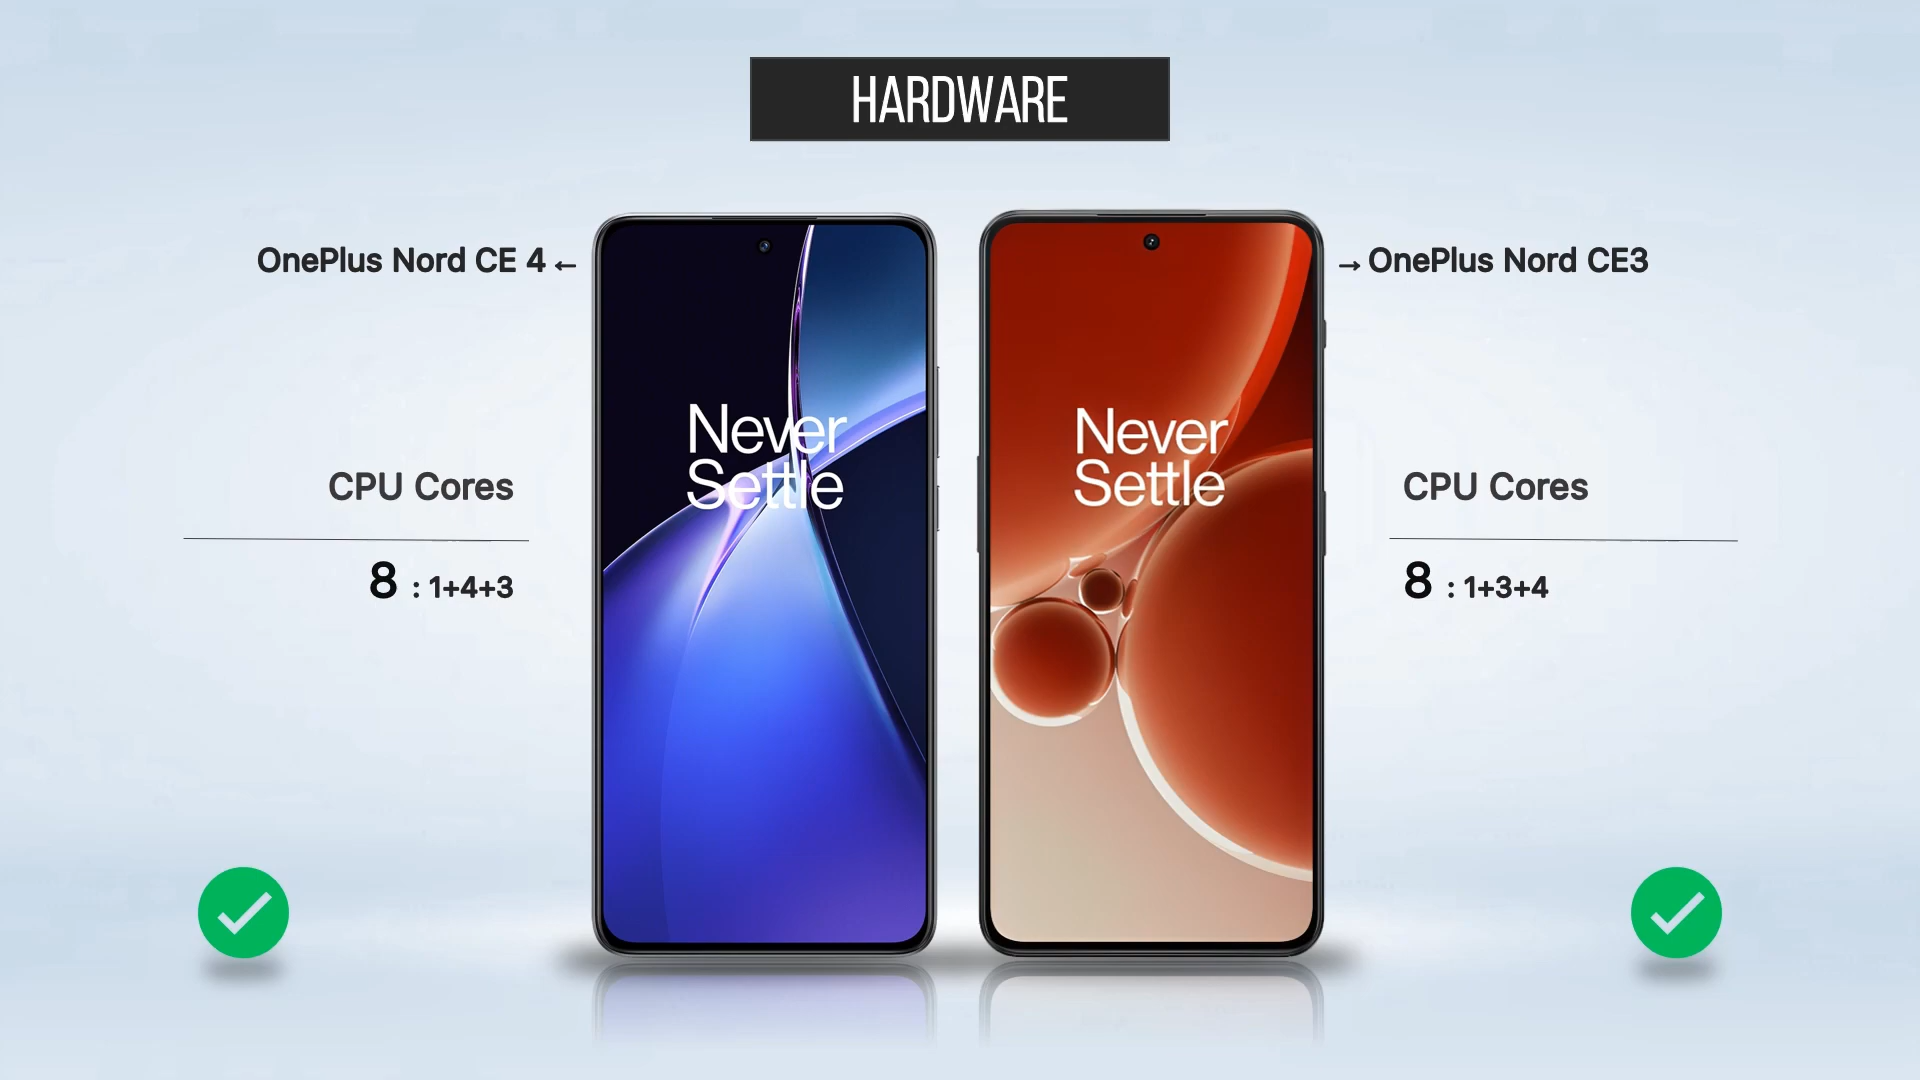 HARDWARE
OnePlus Nord CE 4 ←
→ OnePlus Nord CE3
Never
Settle
Never
Settle
CPU Cores
8 : 1+4+3
CPU Cores
8 : 1+3+4